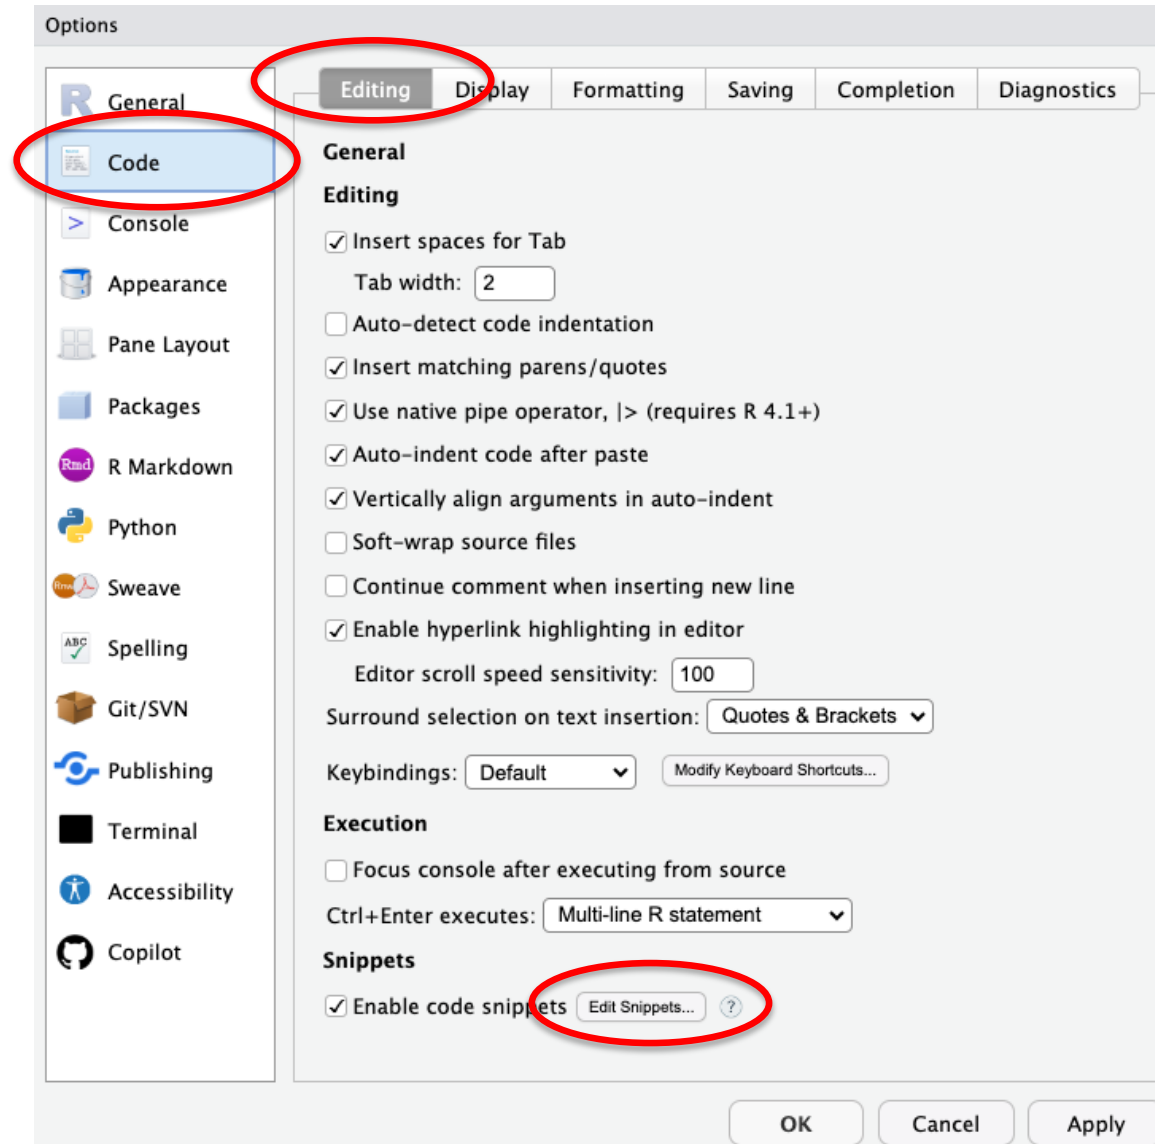 Options
General
Code
Console
Appearance
Pane Layout
Packages
Rmd R Markdown
Python
Rnw Sweave
ABC Spelling
Git/SVN
Publishing
Terminal
Accessibility
Copilot
Editing Display Formatting Saving Completion Diagnostics
General
Editing
Insert spaces for Tab
Tab width: 2
Auto-detect code indentation
Insert matching parens/quotes
Use native pipe operator, |> (requires R 4.1+)
Auto-indent code after paste
Vertically align arguments in auto-indent
Soft-wrap source files
Continue comment when inserting new line
Enable hyperlink highlighting in editor
Editor scroll speed sensitivity: 100
Surround selection on text insertion: Quotes & Brackets
Keybindings: Default Modify Keyboard Shortcuts...
Execution
Focus console after executing from source
Ctrl+Enter executes: Multi-line R statement
Snippets
Enable code snippets Edit Snippets... ?
OK Cancel Apply